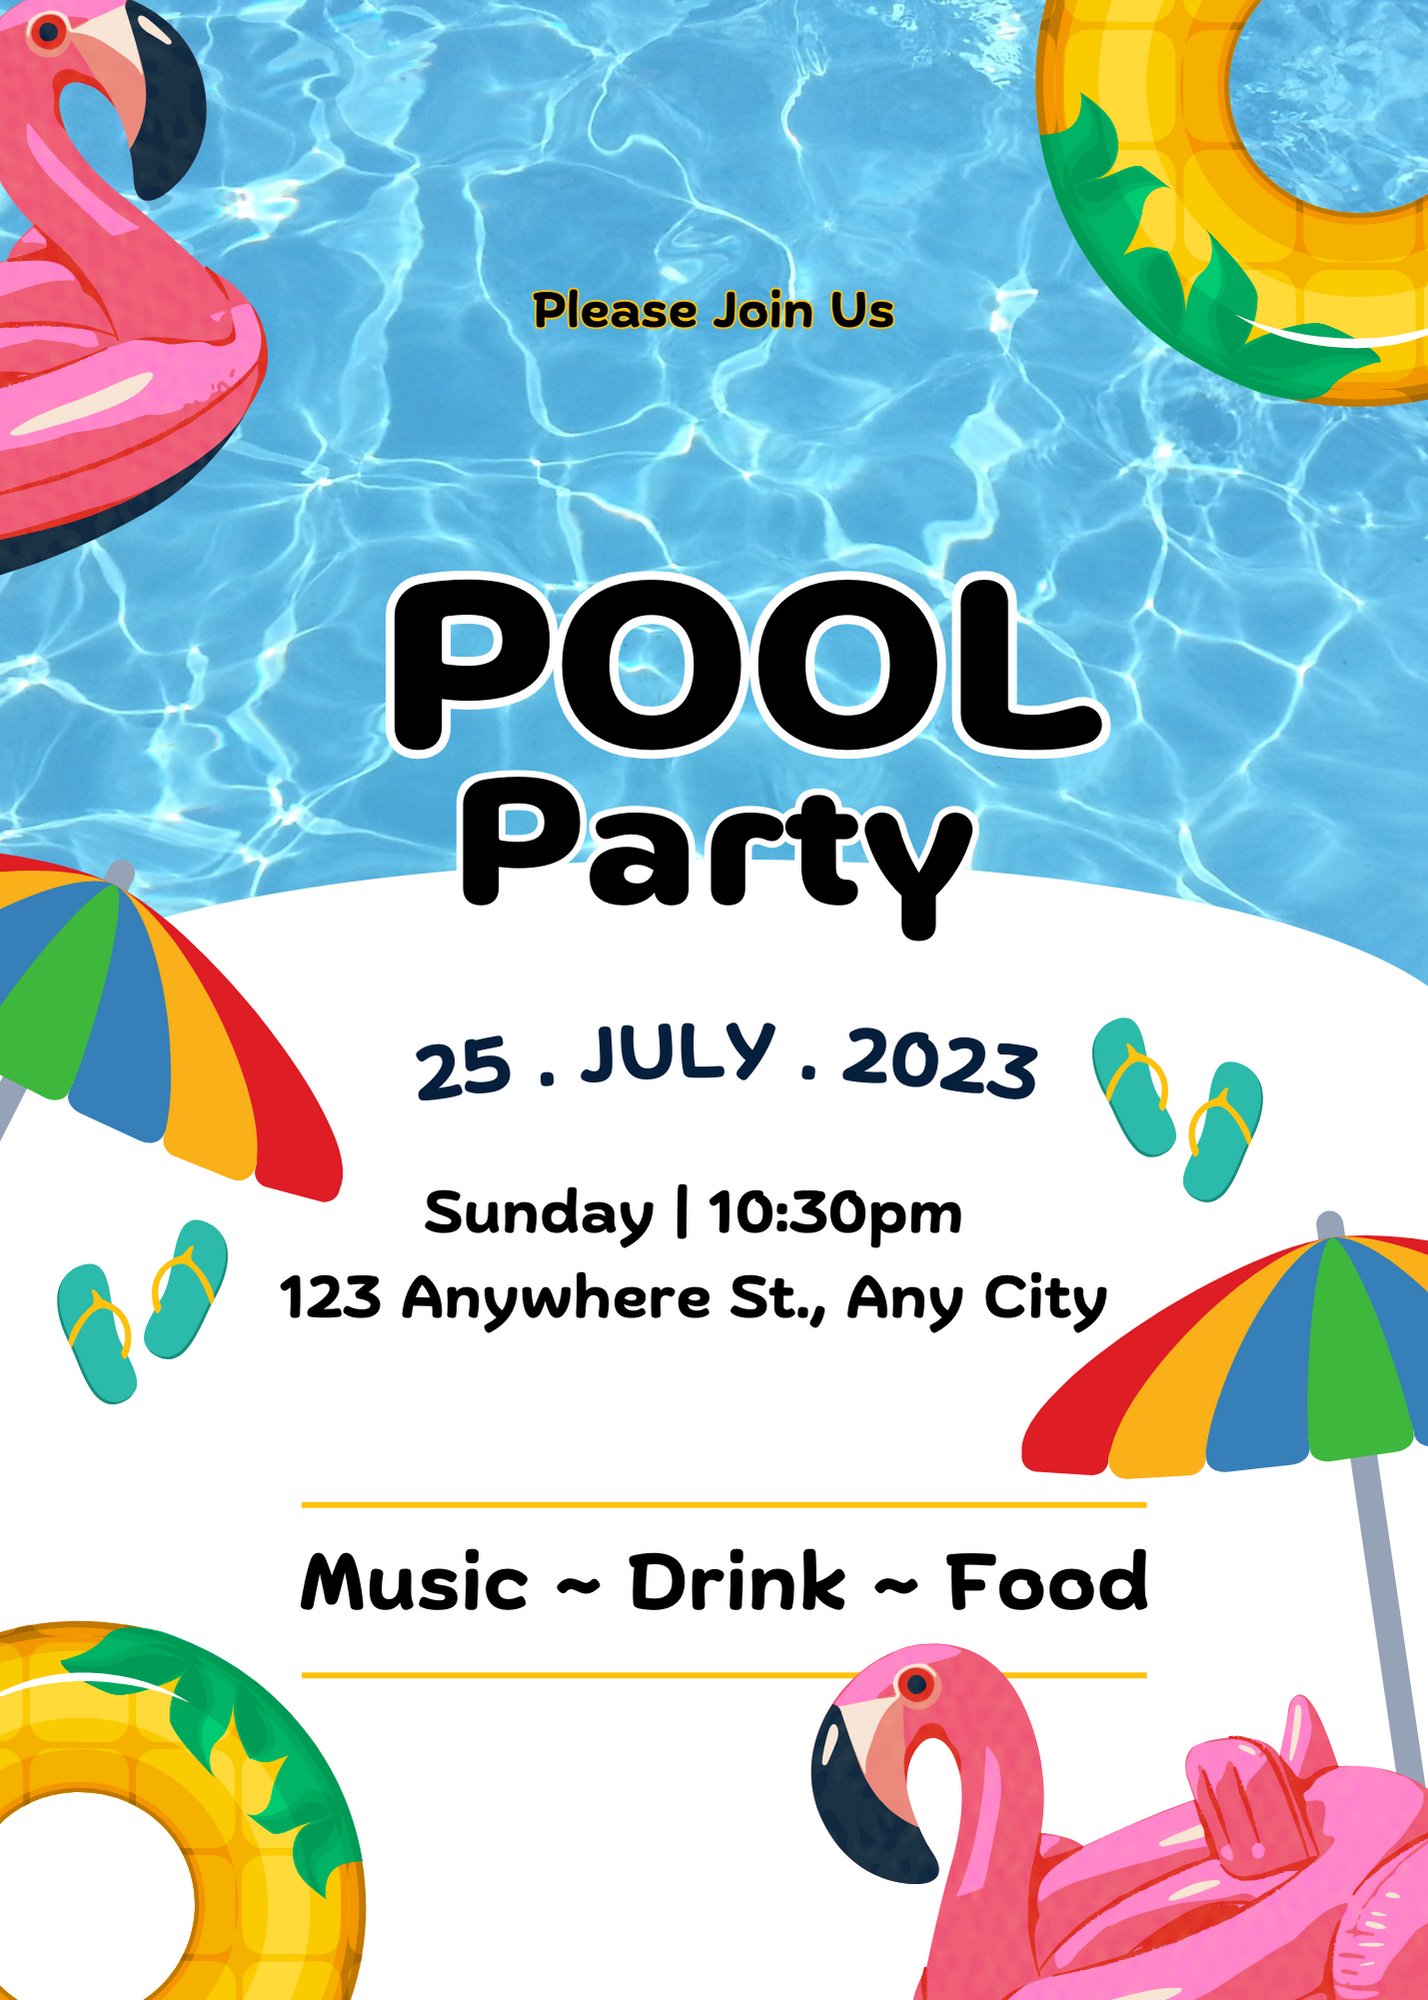 Please Join Us
POOL
Party
25 . JULY . 2023
Sunday | 10:30pm
123 Anywhere St., Any City
Music ~ Drink ~ Food